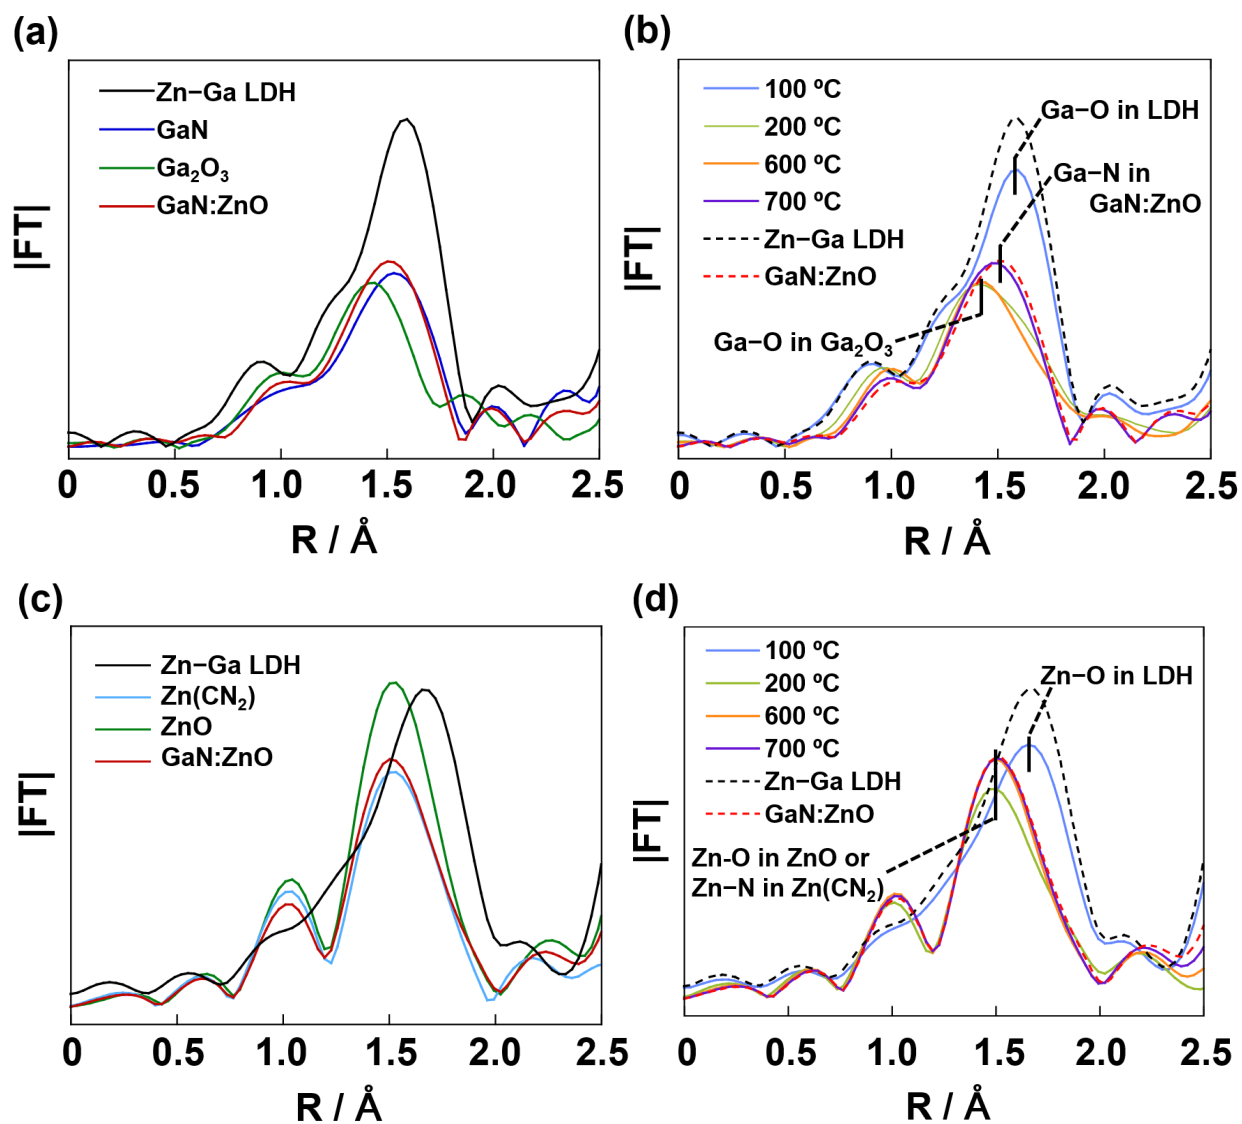 (a)
Zn−Ga LDH
GaN
Ga₂O₃
GaN:ZnO
|FT|
0 0.5 1.0 1.5 2.0 2.5
R / Å
(b)
100 ºC
200 ºC
600 ºC
700 ºC
Zn−Ga LDH
GaN:ZnO
Ga−O in LDH
Ga−N in
GaN:ZnO
Ga−O in Ga₂O₃
|FT|
0 0.5 1.0 1.5 2.0 2.5
R / Å
(c)
Zn−Ga LDH
Zn(CN₂)
ZnO
GaN:ZnO
|FT|
0 0.5 1.0 1.5 2.0 2.5
R / Å
(d)
100 ºC
200 ºC
600 ºC
700 ºC
Zn−Ga LDH
GaN:ZnO
Zn−O in LDH
Zn-O in ZnO or
Zn−N in Zn(CN₂)
|FT|
0 0.5 1.0 1.5 2.0 2.5
R / Å